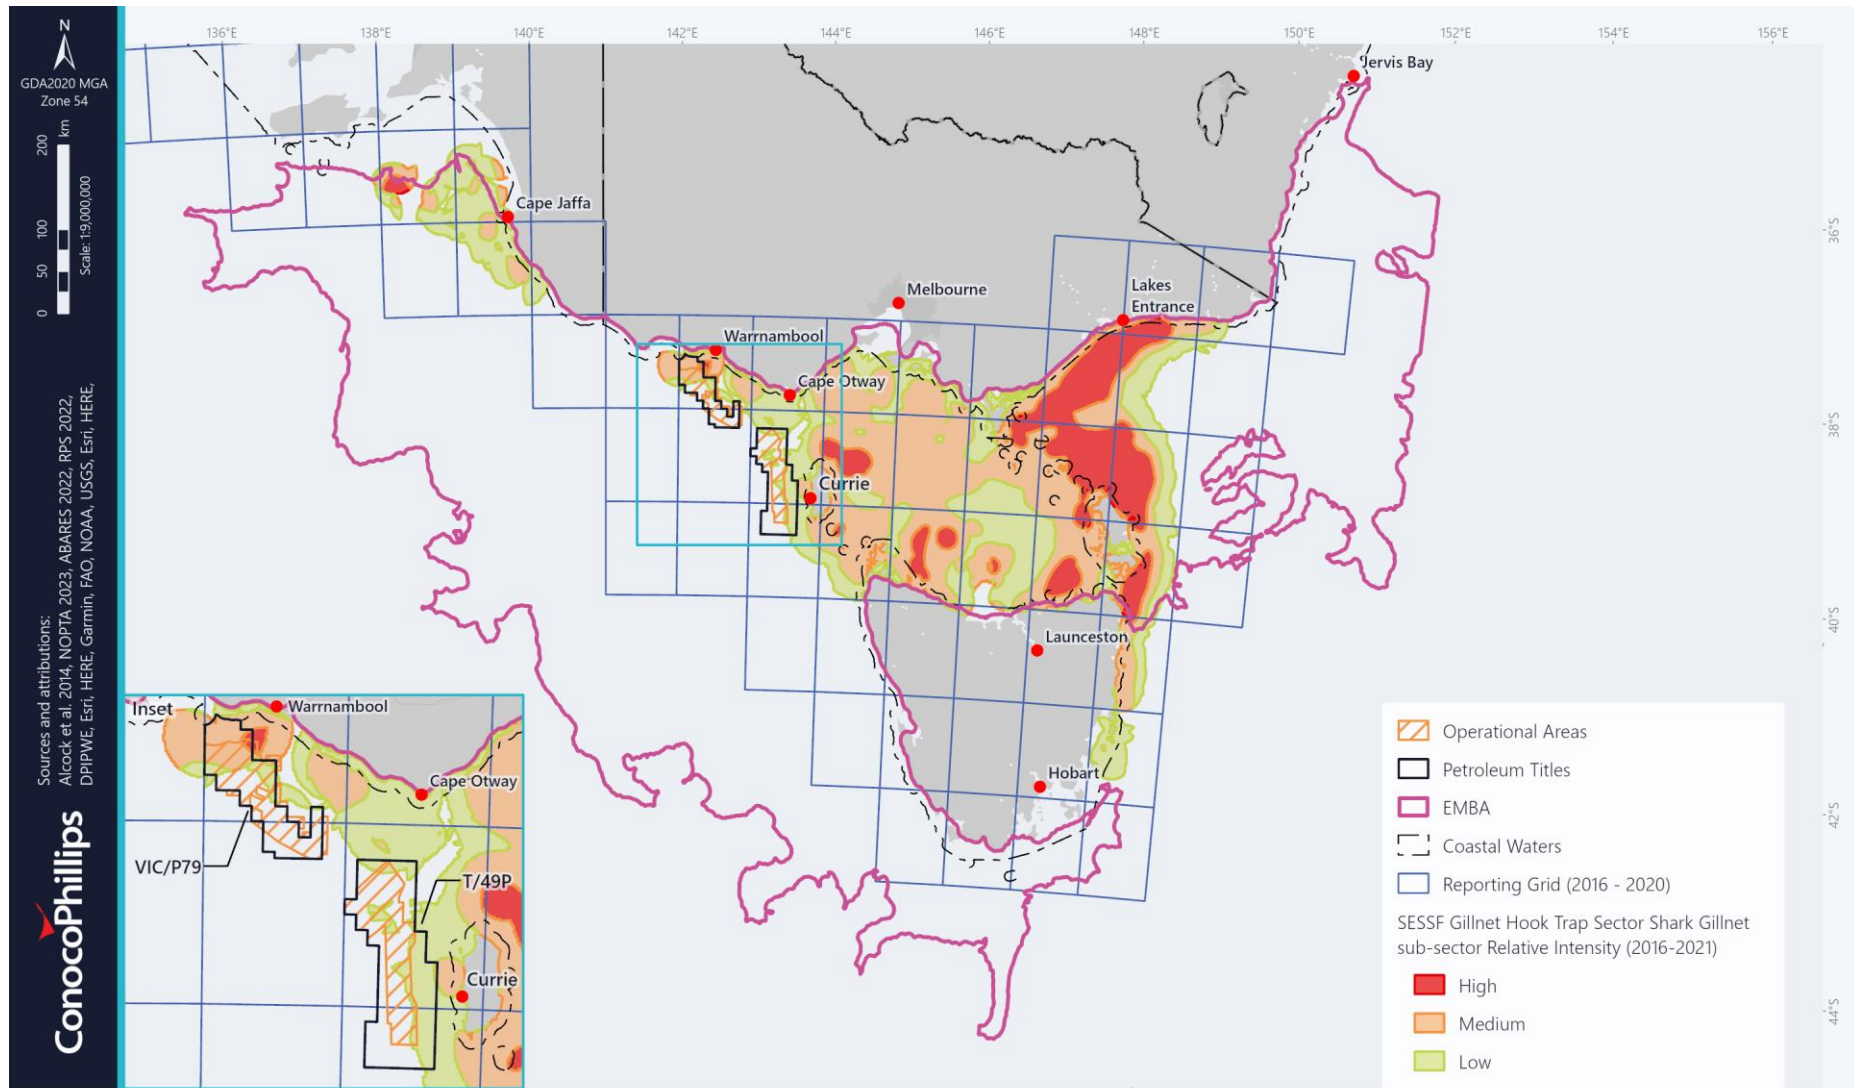 N
GDA2020 MGA
Zone 54
0
50
100
200
km
Scale: 1:9,000,000
Sources and attributions:
Alcock et al. 2014, NOPTA 2023, ABARES 2022, RPS 2022,
DPIPWE, Esri, HERE, Garmin, FAO, NOAA, USGS, Esri, HERE,
ConocoPhillips
136°E
138°E
140°E
142°E
144°E
146°E
148°E
150°E
152°E
154°E
156°E
36°S
38°S
40°S
42°S
44°S
Jervis Bay
Cape Jaffa
Melbourne
Lakes
Entrance
Warrnambool
Cape Otway
Currie
Launceston
Hobart
Inset
Warrnambool
Cape Otway
VIC/P79
T/49P
Currie
Operational Areas
Petroleum Titles
EMBA
Coastal Waters
Reporting Grid (2016 - 2020)
SESSF Gillnet Hook Trap Sector Shark Gillnet
sub-sector Relative Intensity (2016-2021)
High
Medium
Low